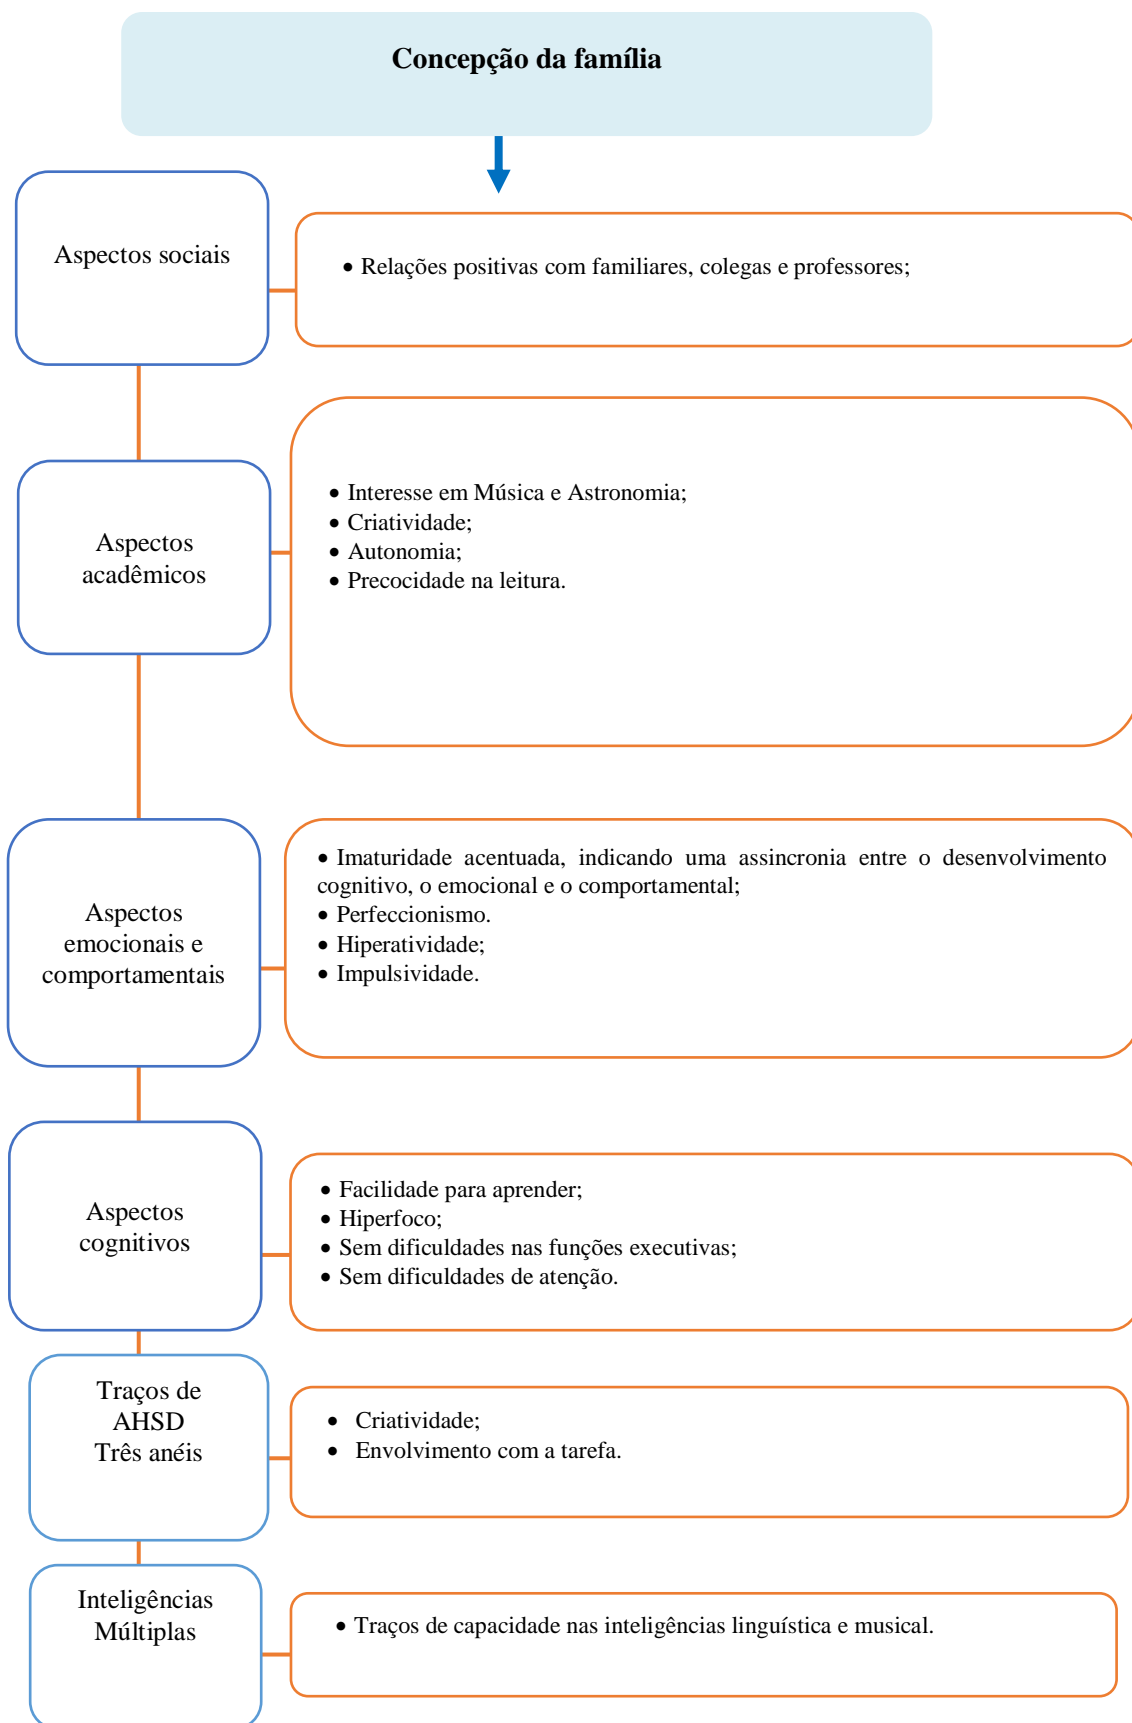 Concepção da família
Aspectos sociais
• Relações positivas com familiares, colegas e professores;
Aspectos
acadêmicos
• Interesse em Música e Astronomia;
• Criatividade;
• Autonomia;
• Precocidade na leitura.
Aspectos
emocionais e
comportamentais
• Imaturidade acentuada, indicando uma assincronia entre o desenvolvimento
cognitivo, o emocional e o comportamental;
• Perfeccionismo.
• Hiperatividade;
• Impulsividade.
Aspectos
cognitivos
• Facilidade para aprender;
• Hiperfoco;
• Sem dificuldades nas funções executivas;
• Sem dificuldades de atenção.
Traços de
AHSD
Três anéis
• Criatividade;
• Envolvimento com a tarefa.
Inteligências
Múltiplas
• Traços de capacidade nas inteligências linguística e musical.